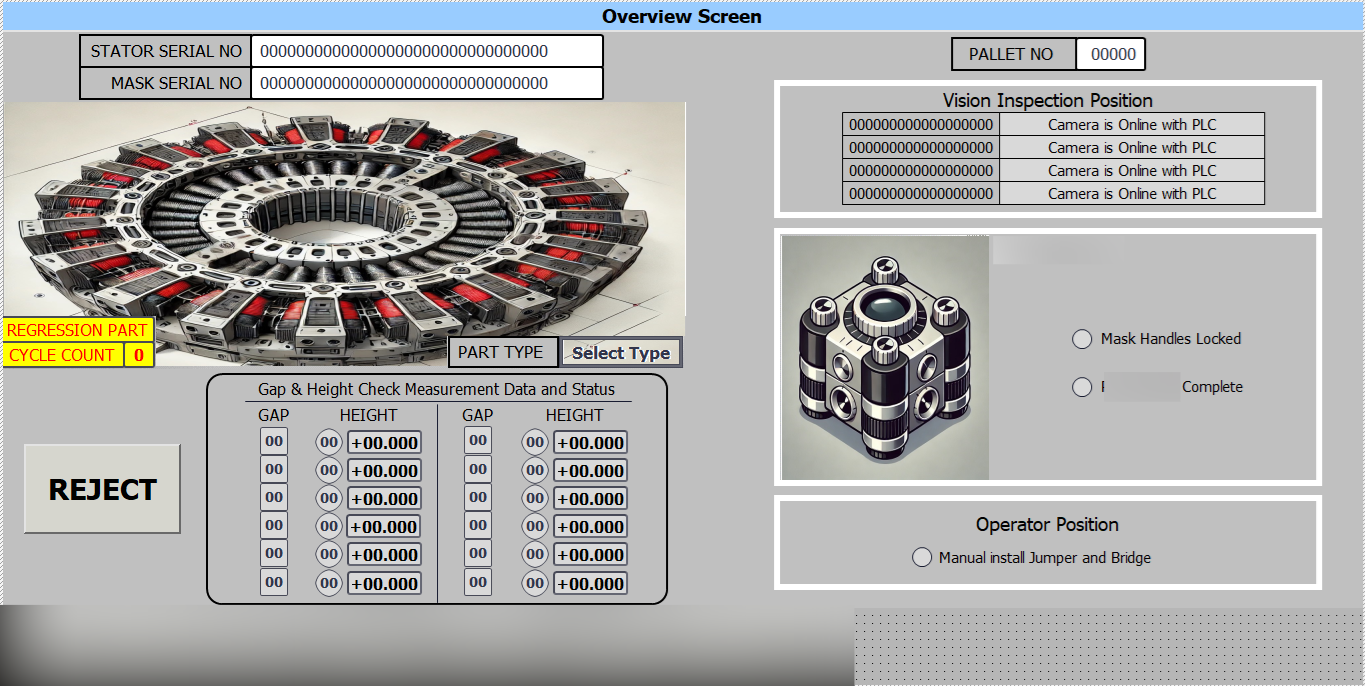 Overview Screen
STATOR SERIAL NO 00000000000000000000000000000000
MASK SERIAL NO 00000000000000000000000000000000
PALLET NO 00000
Vision Inspection Position
000000000000000000 Camera is Online with PLC
000000000000000000 Camera is Online with PLC
000000000000000000 Camera is Online with PLC
000000000000000000 Camera is Online with PLC
REGRESSION PART
CYCLE COUNT 0
PART TYPE Select Type
Mask Handles Locked
Complete
Gap & Height Check Measurement Data and Status
GAP HEIGHT GAP HEIGHT
00 00 +00.000 00 00 +00.000
00 00 +00.000 00 00 +00.000
00 00 +00.000 00 00 +00.000
00 00 +00.000 00 00 +00.000
00 00 +00.000 00 00 +00.000
00 00 +00.000 00 00 +00.000
REJECT
Operator Position
Manual install Jumper and Bridge